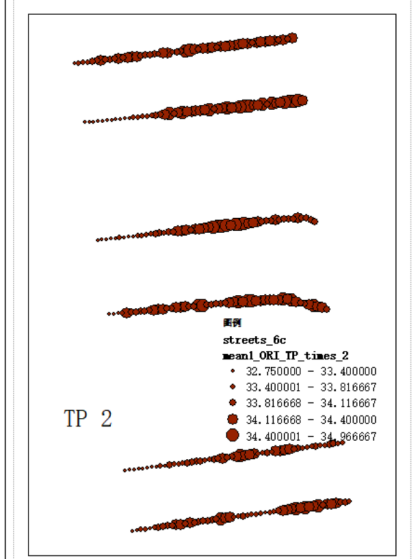 图例
streets_6c
mean1_ORI_TP_times_2
32.750000 - 33.400000
33.400001 - 33.816667
33.816668 - 34.116667
34.116668 - 34.400000
34.400001 - 34.966667
TP 2